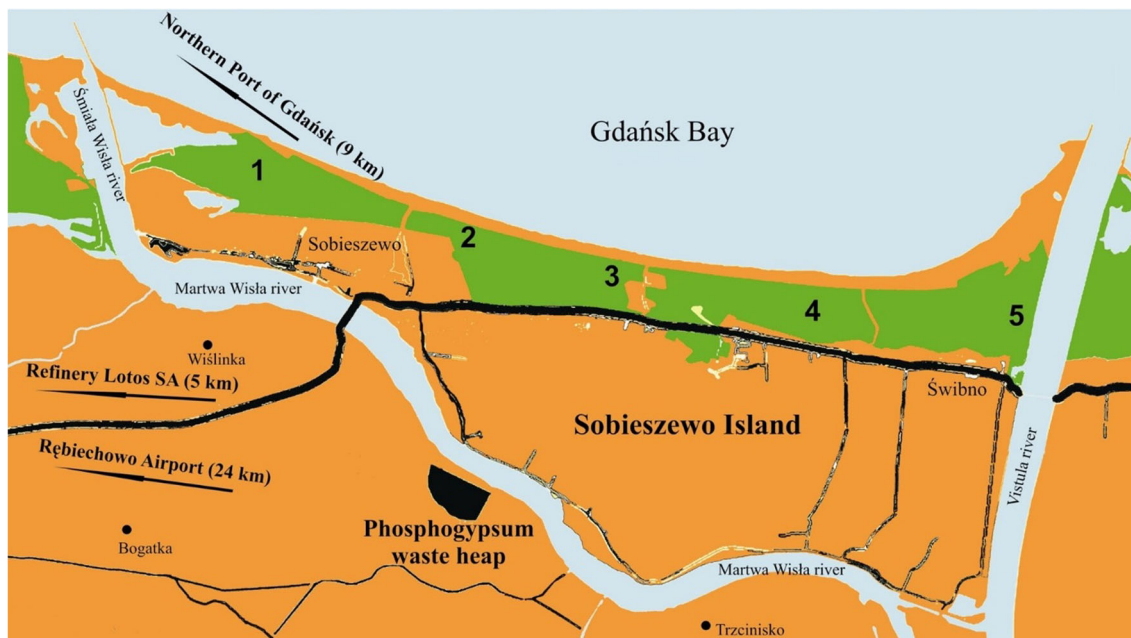 Northern Port of Gdańsk (9 km)
Śmiała Wisła river
Gdańsk Bay
1
2
Sobieszewo
3
Martwa Wisła river
4
5
Wiślinka
Refinery Lotos SA (5 km)
Świbno
Sobieszewo Island
Rębiechowo Airport (24 km)
Vistula river
Phosphogypsum
waste heap
Bogatka
Martwa Wisła river
Trzcinisko